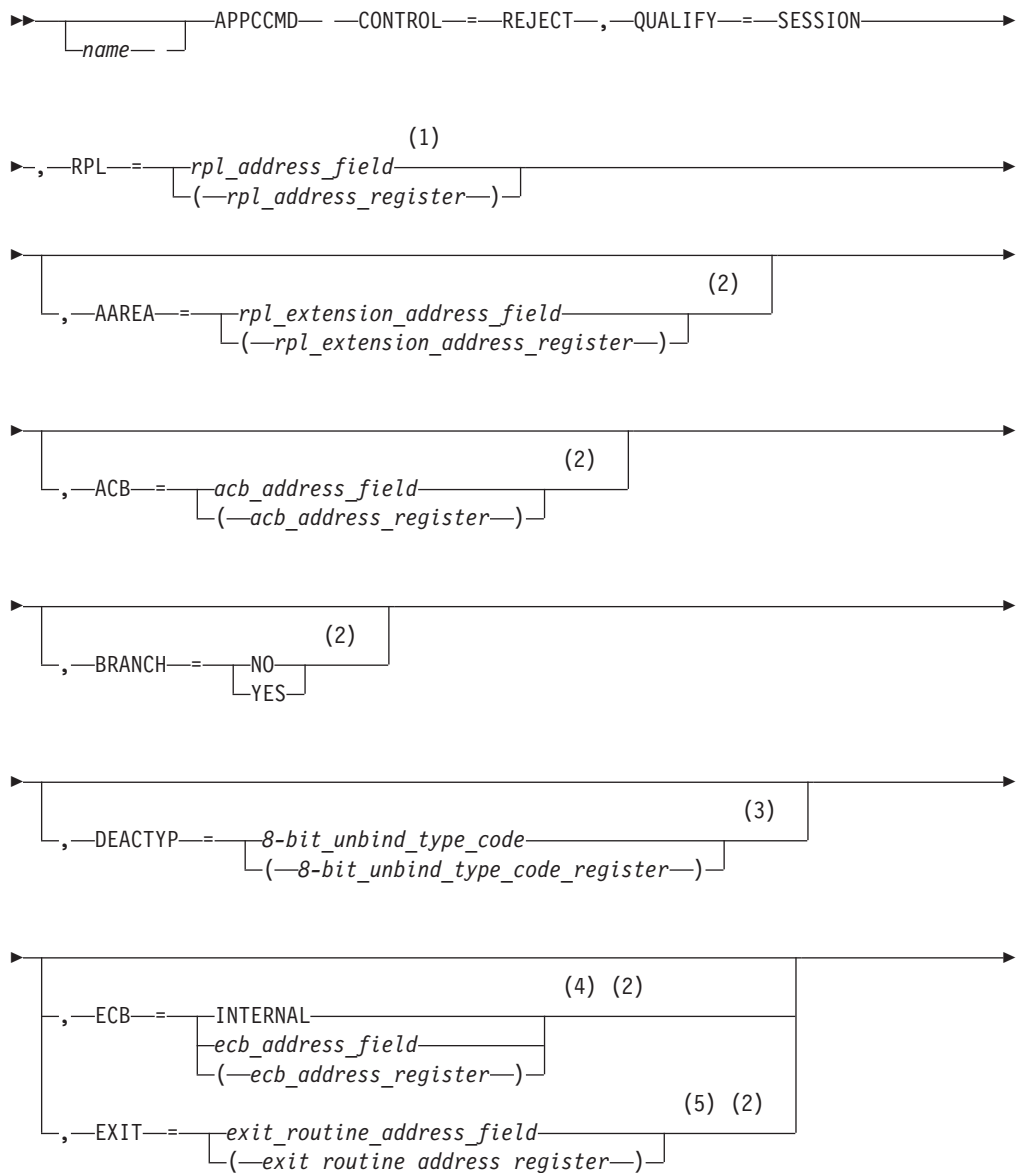 APPCCMD CONTROL = REJECT , QUALIFY = SESSION
name
(1)
, RPL = rpl_address_field
( rpl_address_register )
(2)
, AAREA = rpl_extension_address_field
( rpl_extension_address_register )
(2)
, ACB = acb_address_field
( acb_address_register )
(2)
, BRANCH = NO
YES
(3)
, DEACTYP = 8-bit_unbind_type_code
( 8-bit_unbind_type_code_register )
(4) (2)
, ECB = INTERNAL
ecb_address_field
( ecb_address_register )
(5) (2)
, EXIT = exit_routine_address_field
( exit routine address register )